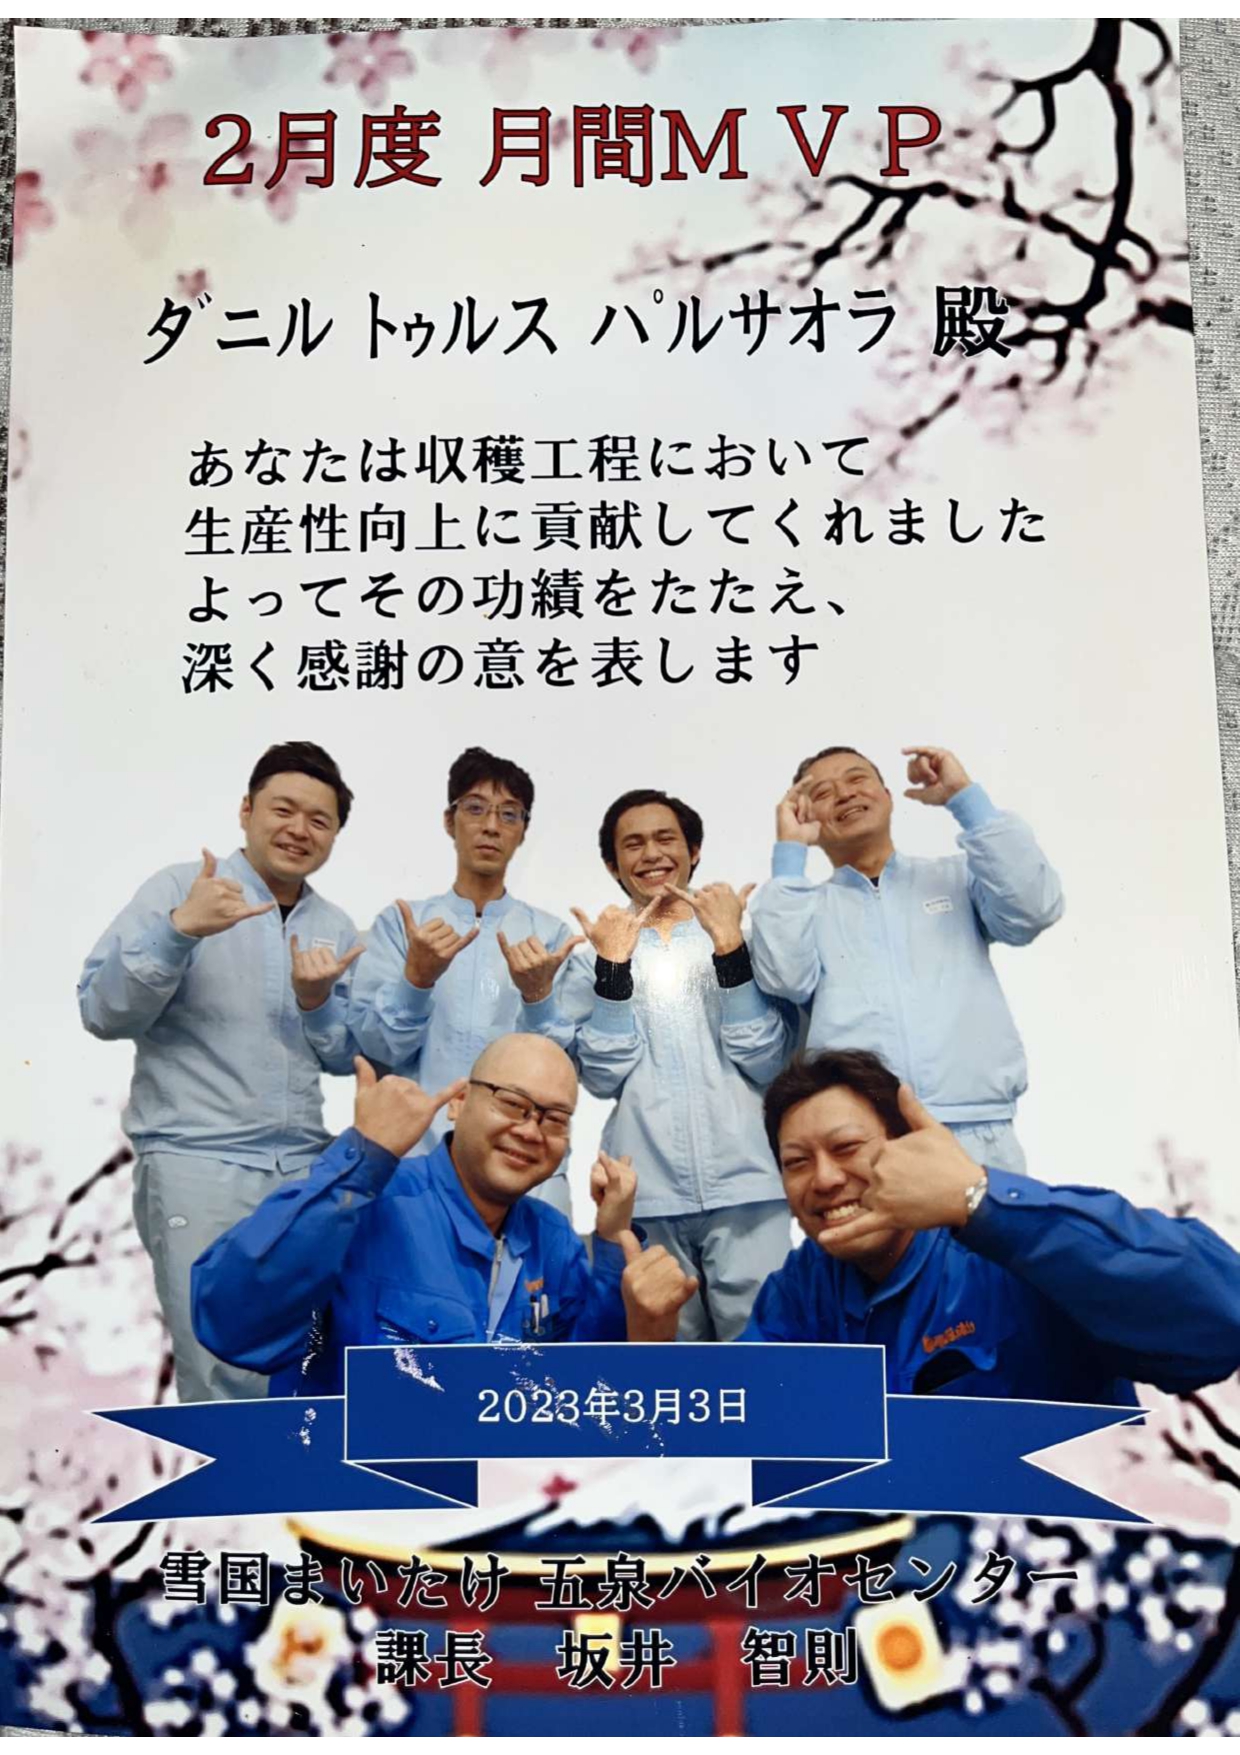 2月度 月間MVP
ダニル トゥルス パルサオラ 殿
あなたは収穫工程において
生産性向上に貢献してくれました
よってその功績をたたえ、
深く感謝の意を表します
2023年3月3日
雪国まいたけ 五泉バイオセンター
課長 坂井 智則